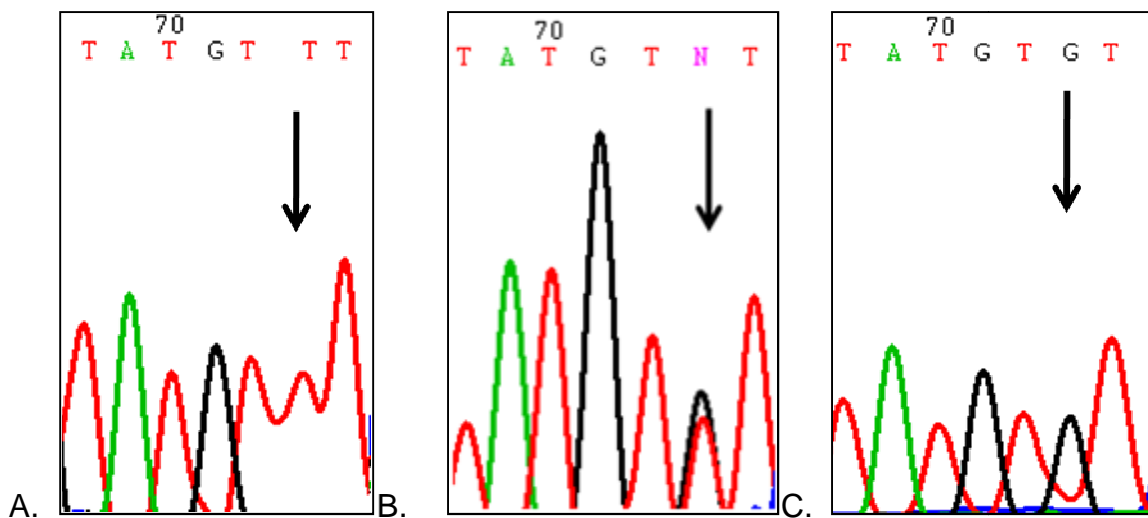 70
T A T G T T T
A.
70
T A T G T N T
B.
70
T A T G T G T
C.